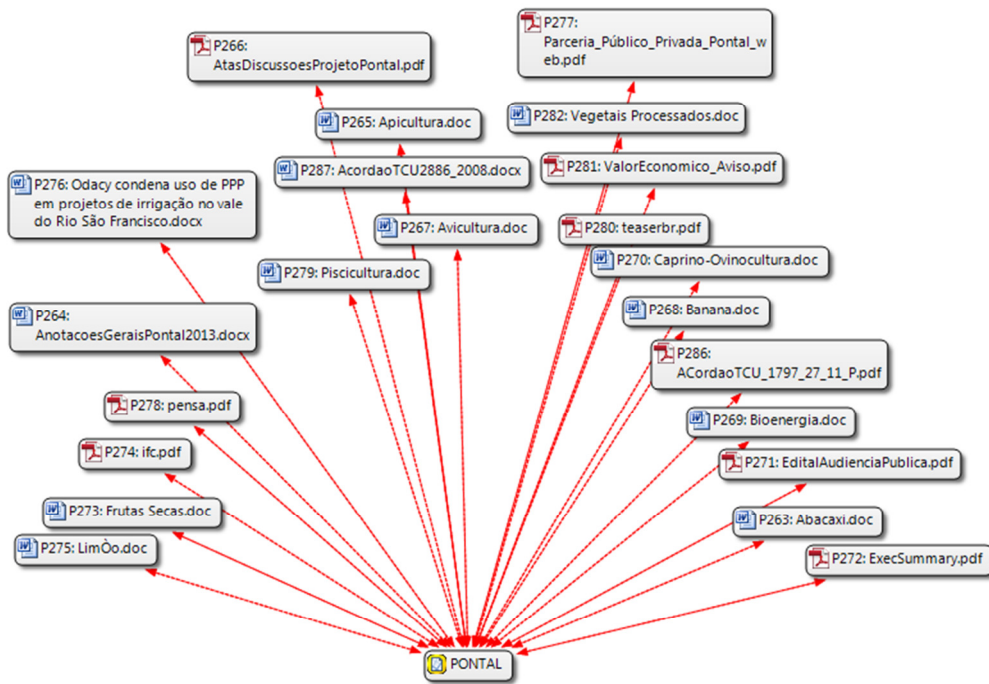 P277:
Parceria_Público_Privada_Pontal_w
eb.pdf
P266:
AtasDiscussoesProjetoPontal.pdf
P282: Vegetais Processados.doc
P265: Apicultura.doc
P287: AcordaoTCU2886_2008.docx
P281: ValorEconomico_Aviso.pdf
P276: Odacy condena uso de PPP
em projetos de irrigação no vale
do Rio São Francisco.docx
P267: Avicultura.doc
P280: teaserbr.pdf
P270: Caprino-Ovinocultura.doc
P279: Piscicultura.doc
P268: Banana.doc
P264:
AnotacoesGeraisPontal2013.docx
P286:
ACordaoTCU_1797_27_11_P.pdf
P278: pensa.pdf
P269: Bioenergia.doc
P274: ifc.pdf
P271: EditalAudienciaPublica.pdf
P273: Frutas Secas.doc
P263: Abacaxi.doc
P275: LimÒo.doc
P272: ExecSummary.pdf
PONTAL